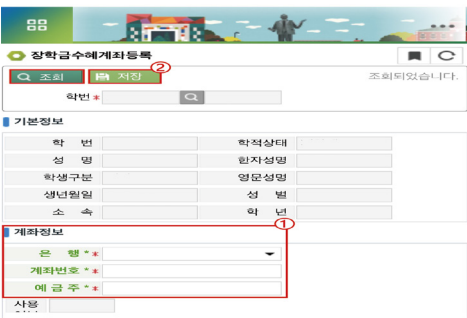 장학금수혜계좌등록
조회 저장 ② 조회되었습니다.
학번 *
기본정보
학 번 학적상태
성 명 한자성명
학생구분 영문성명
생년월일 성 별
소 속 학 년
계좌정보 ①
은 행 * *
계좌번호 * *
예 금 주 * *
사용